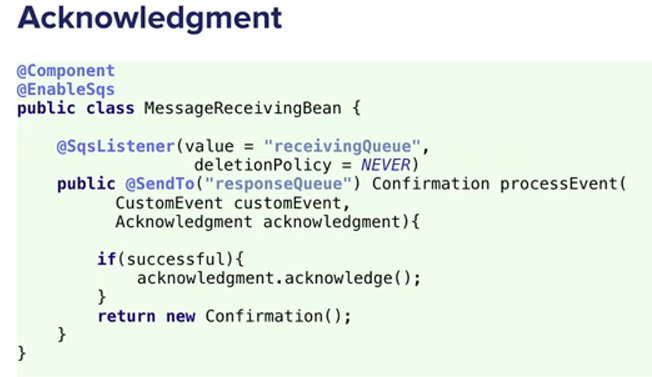 Acknowledgment
@Component
@EnableSqs
public class MessageReceivingBean {
@SqsListener(value = "receivingQueue",
deletionPolicy = NEVER)
public @SendTo("responseQueue") Confirmation processEvent(
CustomEvent customEvent,
Acknowledgment acknowledgment){
if(successful){
acknowledgment.acknowledge();
}
return new Confirmation();
}
}